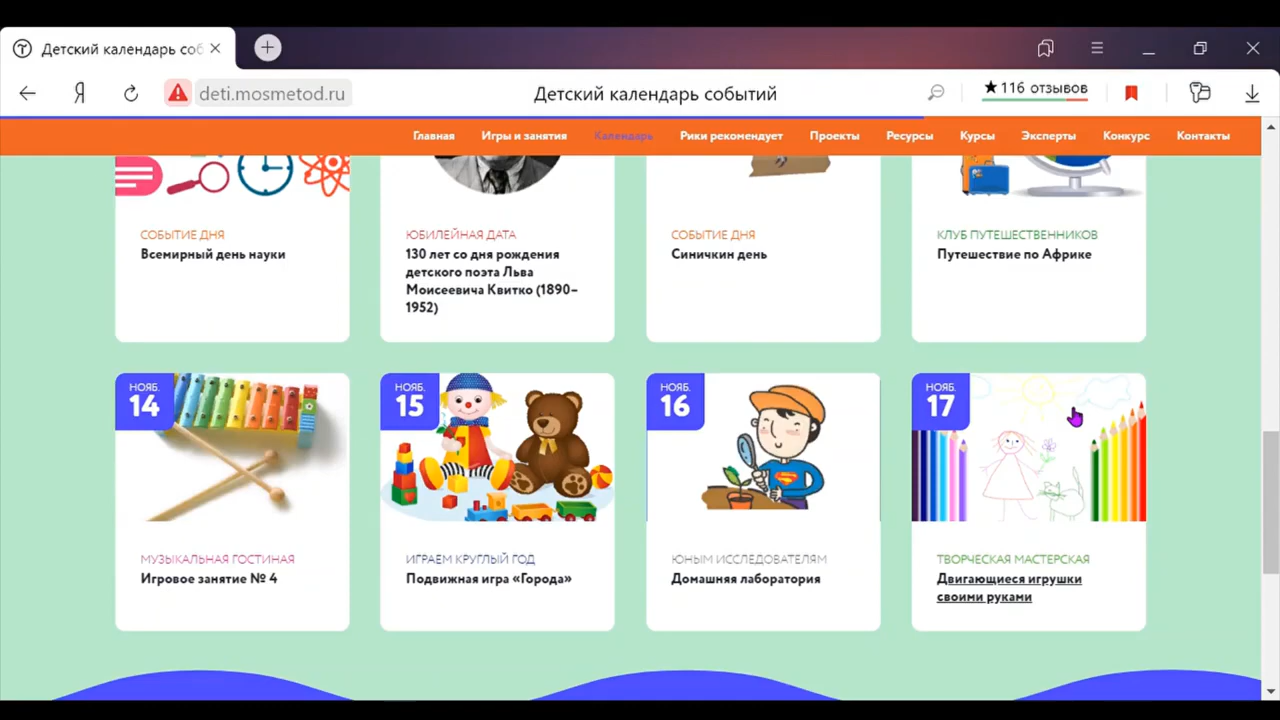 Детский календарь соб
deti.mosmetod.ru
Детский календарь событий
★116 отзывов
Главная
Игры и занятия
Календарь
Рики рекомендует
Проекты
Ресурсы
Курсы
Эксперты
Конкурс
Контакты
СОБЫТИЕ ДНЯ
Всемирный день науки
ЮБИЛЕЙНАЯ ДАТА
130 лет со дня рождения
детского поэта Льва
Моисеевича Квитко (1890–
1952)
СОБЫТИЕ ДНЯ
Синичкин день
КЛУБ ПУТЕШЕСТВЕННИКОВ
Путешествие по Африке
НОЯБ.
14
МУЗЫКАЛЬНАЯ ГОСТИНАЯ
Игровое занятие № 4
НОЯБ.
15
ИГРАЕМ КРУГЛЫЙ ГОД
Подвижная игра «Города»
НОЯБ.
16
ЮНЫМ ИССЛЕДОВАТЕЛЯМ
Домашняя лаборатория
НОЯБ.
17
ТВОРЧЕСКАЯ МАСТЕРСКАЯ
Двигающиеся игрушки
своими руками